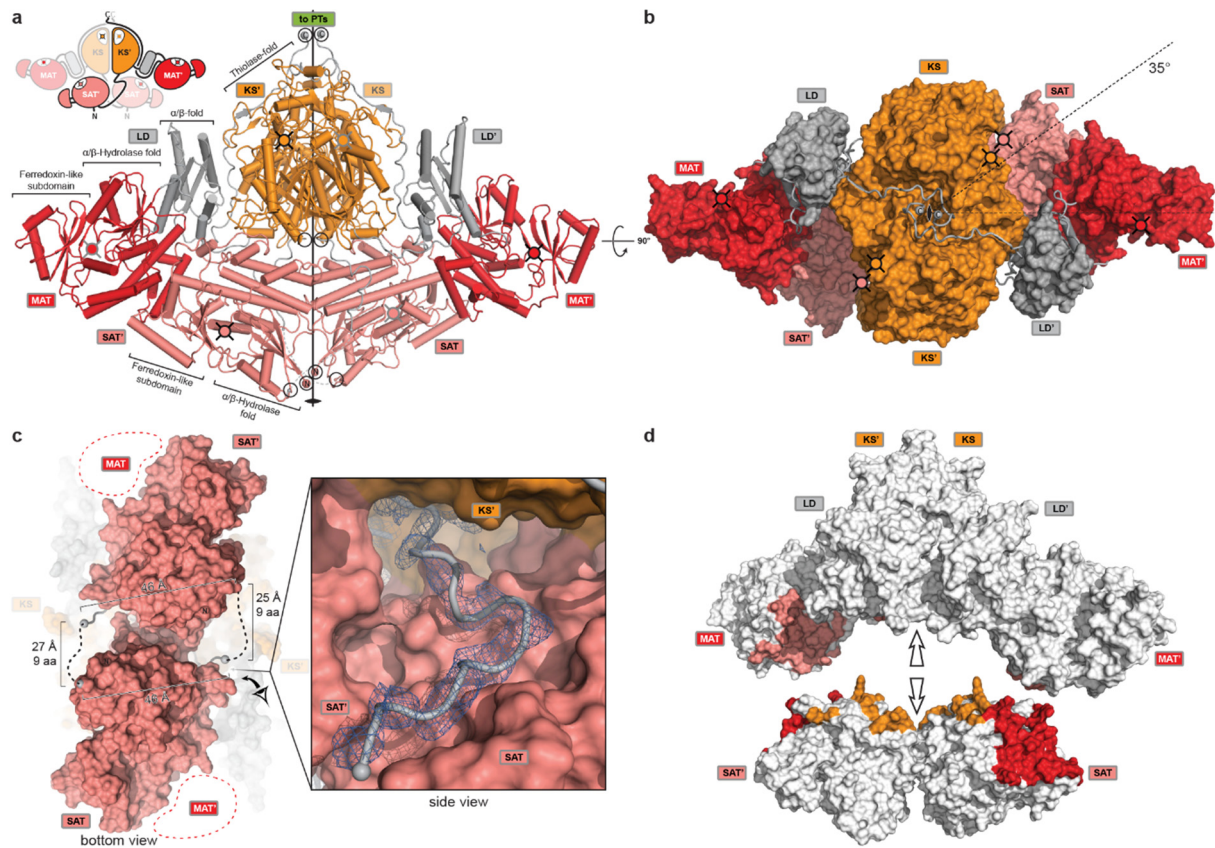 a
to PTs
C C
KS
KS'
MAT
MAT'
SAT'
SAT
N
N
Thiolase-fold
KS'
KS
α/β-fold
LD
LD'
α/β-Hydrolase fold
Ferredoxin-like
subdomain
MAT
MAT'
SAT'
SAT
N
N
Ferredoxin-like
subdomain
α/β-Hydrolase
fold
90°
b
KS
35°
LD
SAT
MAT
MAT'
SAT'
LD'
KS'
c
SAT'
MAT
46 Å
25 Å
9 aa
N
KS
27 Å
9 aa
KS'
46 Å
MAT'
SAT
bottom view
KS'
SAT'
SAT
side view
d
KS'
KS
LD
LD'
MAT
MAT'
SAT'
SAT